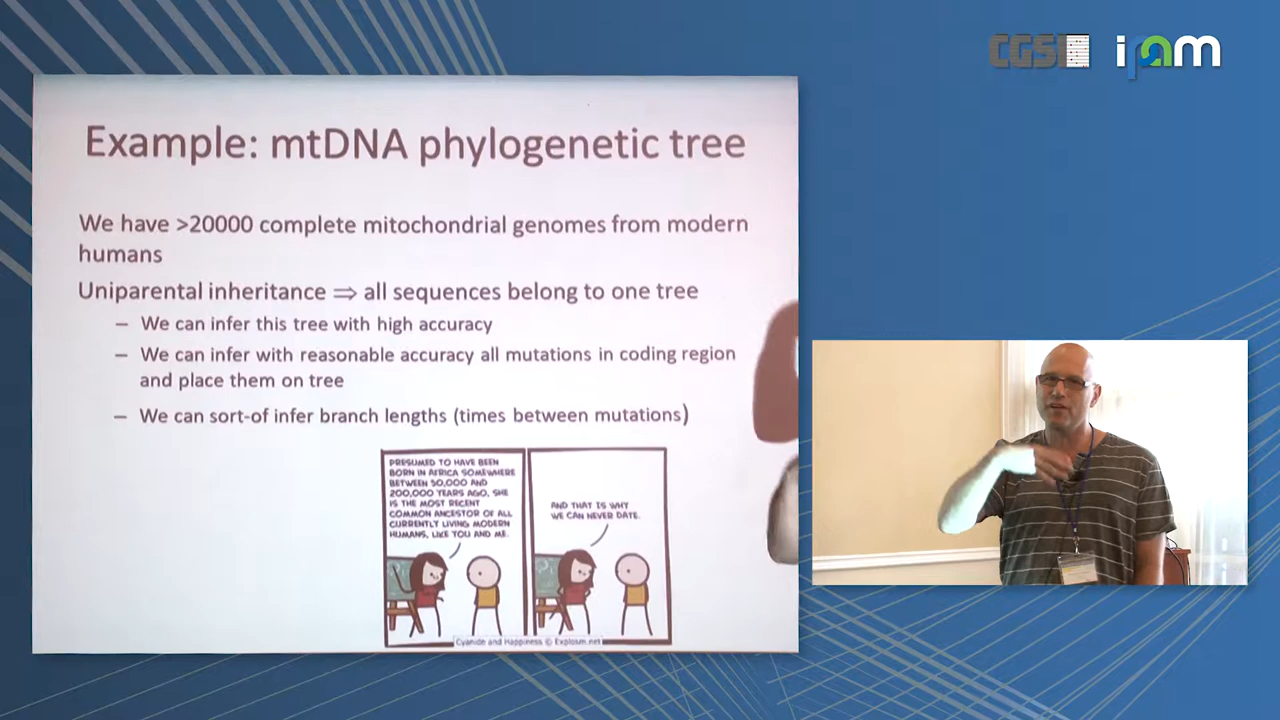 CGSI ipam
Example: mtDNA phylogenetic tree
We have >20000 complete mitochondrial genomes from modern
humans
Uniparental inheritance ⇒ all sequences belong to one tree
– We can infer this tree with high accuracy
– We can infer with reasonable accuracy all mutations in coding region
and place them on tree
– We can sort-of infer branch lengths (times between mutations)
PRESUMED TO HAVE BEEN
BORN IN AFRICA SOMEWHERE
BETWEEN 50,000 AND
200,000 YEARS AGO, SHE
IS THE MOST RECENT
COMMON ANCESTOR OF ALL
CURRENTLY LIVING MODERN
HUMANS, LIKE YOU AND ME.
AND THAT IS WHY
WE CAN NEVER DATE.
Cyanide and Happiness © Explosm.net